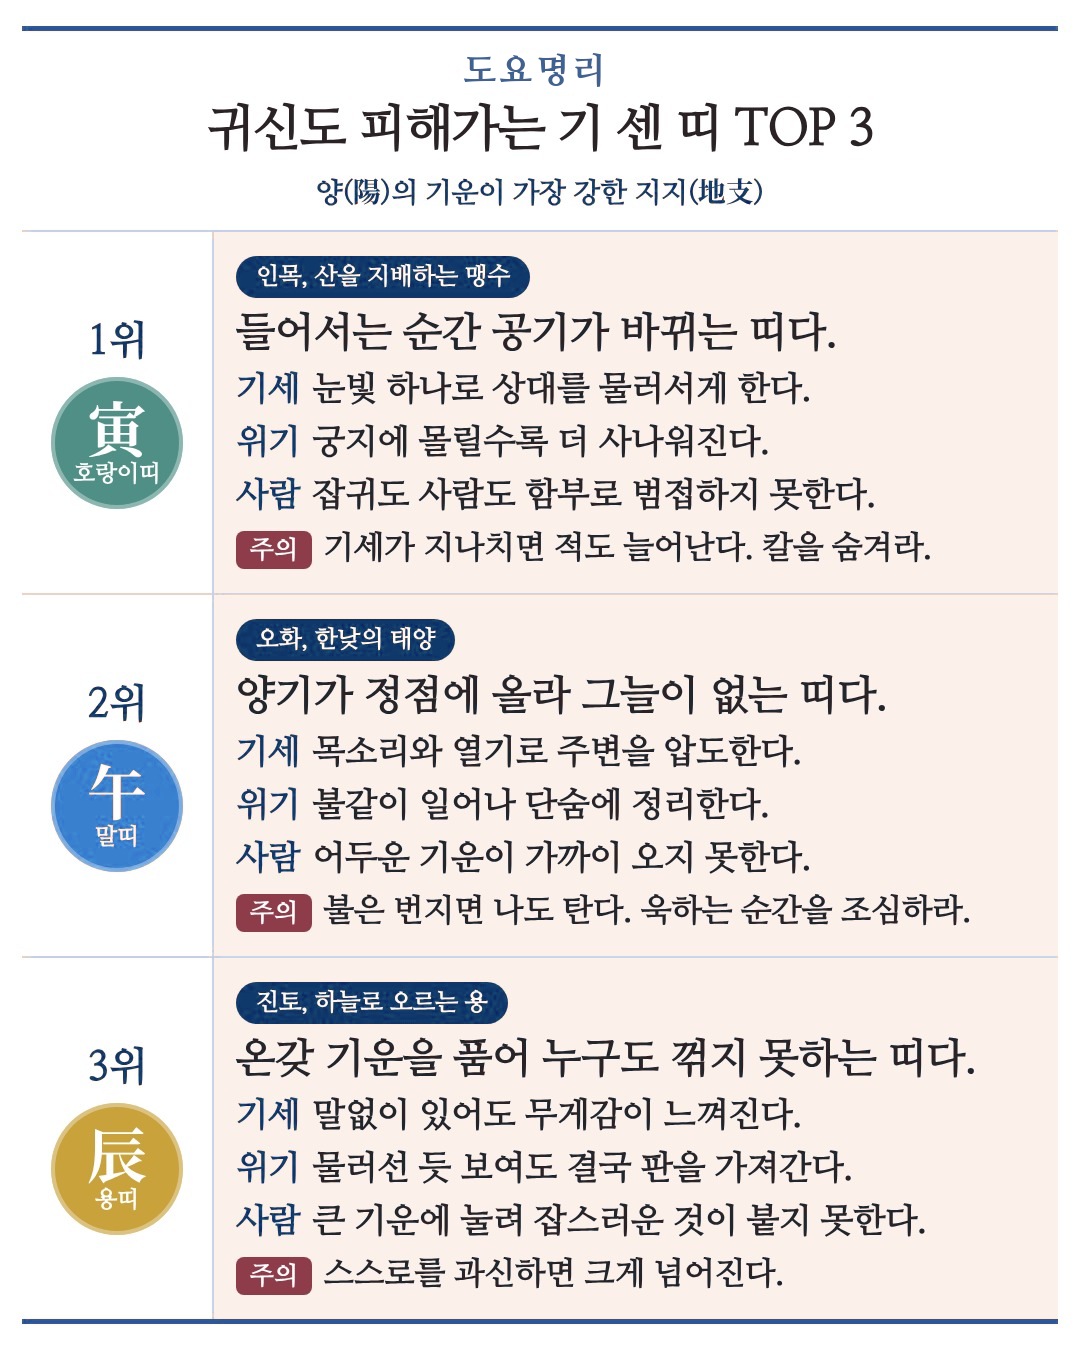 도요명리
귀신도 피해가는 기 센 띠 TOP 3
양(陽)의 기운이 가장 강한 지지(地支)
1위
寅
호랑이띠
인목, 산을 지배하는 맹수
들어서는 순간 공기가 바뀌는 띠다.
기세 눈빛 하나로 상대를 물러서게 한다.
위기 궁지에 몰릴수록 더 사나워진다.
사람 잡귀도 사람도 함부로 범접하지 못한다.
주의 기세가 지나치면 적도 늘어난다. 칼을 숨겨라.
2위
午
말띠
오화, 한낮의 태양
양기가 정점에 올라 그늘이 없는 띠다.
기세 목소리와 열기로 주변을 압도한다.
위기 불같이 일어나 단숨에 정리한다.
사람 어두운 기운이 가까이 오지 못한다.
주의 불은 번지면 나도 탄다. 욱하는 순간을 조심하라.
3위
辰
용띠
진토, 하늘로 오르는 용
온갖 기운을 품어 누구도 꺾지 못하는 띠다.
기세 말없이 있어도 무게감이 느껴진다.
위기 물러선 듯 보여도 결국 판을 가져간다.
사람 큰 기운에 눌려 잡스러운 것이 붙지 못한다.
주의 스스로를 과신하면 크게 넘어진다.